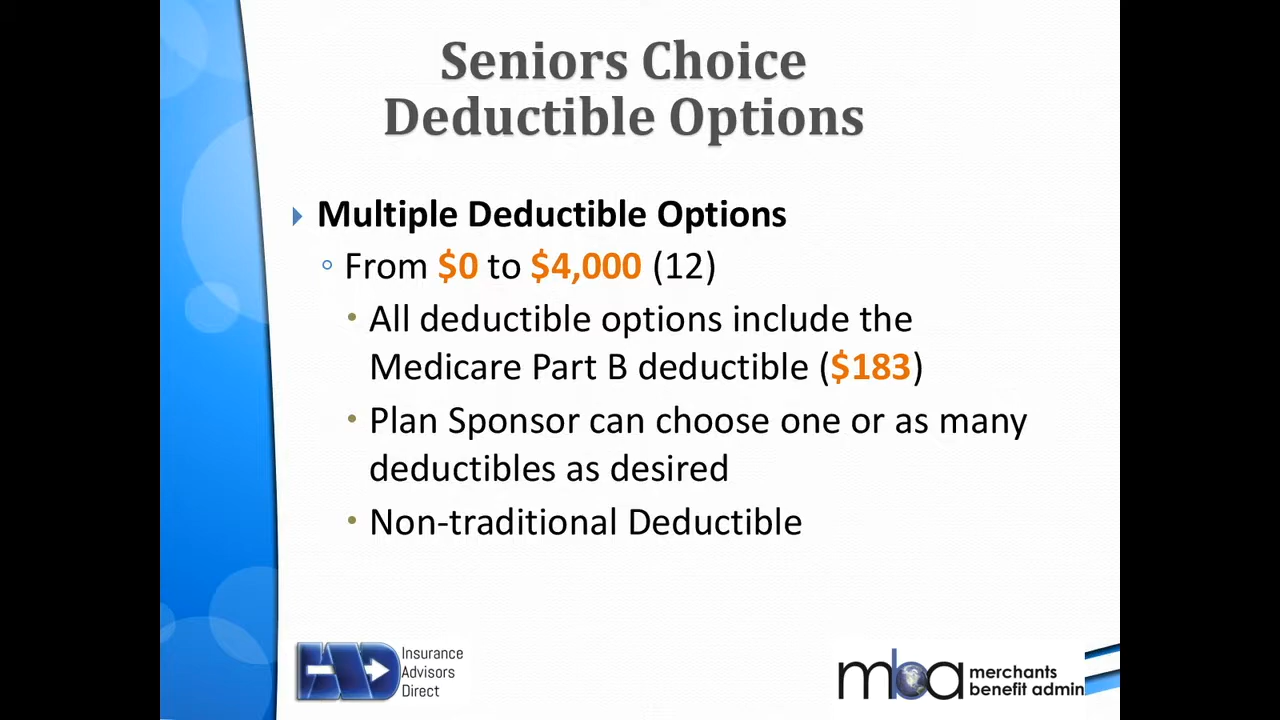 Seniors Choice
Deductible Options
Multiple Deductible Options
From $0 to $4,000 (12)
All deductible options include the
Medicare Part B deductible ($183)
Plan Sponsor can choose one or as many
deductibles as desired
Non-traditional Deductible
IAD
Insurance
Advisors
Direct
mba
merchants
benefit admin